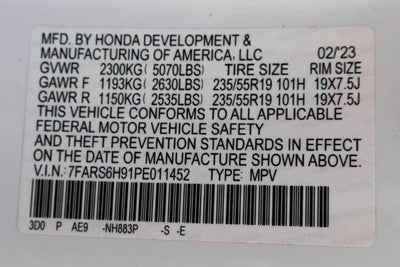 MFD. BY HONDA DEVELOPMENT &
MANUFACTURING OF AMERICA, LLC 02/'23
GVWR 2300KG( 5070LBS) TIRE SIZE RIM SIZE
GAWR F 1193KG( 2630LBS) 235/55R19 101H 19X7.5J
GAWR R 1150KG( 2535LBS) 235/55R19 101H 19X7.5J
THIS VEHICLE CONFORMS TO ALL APPLICABLE
FEDERAL MOTOR VEHICLE SAFETY
AND THEFT PREVENTION STANDARDS IN EFFECT
ON THE DATE OF MANUFACTURE SHOWN ABOVE.
V.I.N.: 7FARS6H91PE011452 TYPE: MPV
3D0 P AE9 -NH883P -S -E